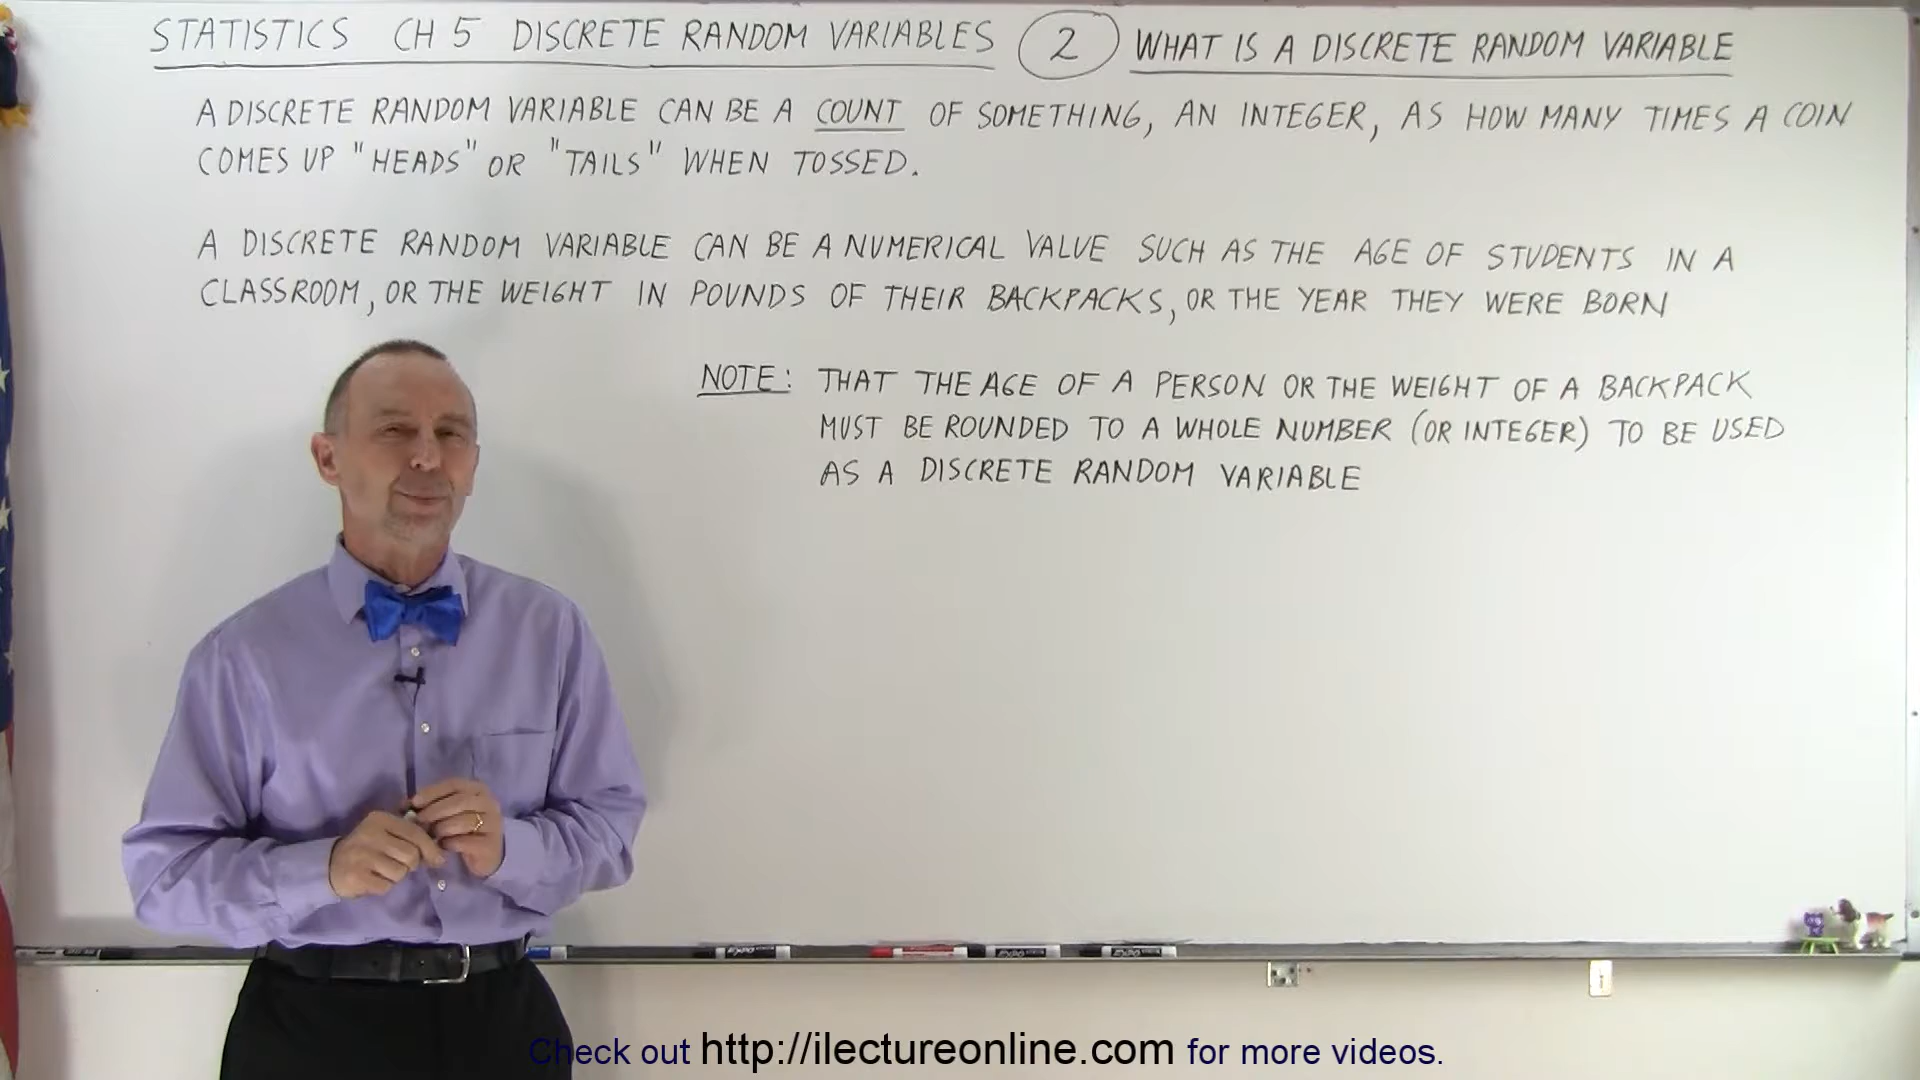 STATISTICS CH 5 DISCRETE RANDOM VARIABLES 2 WHAT IS A DISCRETE RANDOM VARIABLE
A DISCRETE RANDOM VARIABLE CAN BE A COUNT OF SOMETHING, AN INTEGER, AS HOW MANY TIMES A COIN
COMES UP "HEADS" OR "TAILS" WHEN TOSSED.
A DISCRETE RANDOM VARIABLE CAN BE A NUMERICAL VALUE SUCH AS THE AGE OF STUDENTS IN A
CLASSROOM, OR THE WEIGHT IN POUNDS OF THEIR BACKPACKS, OR THE YEAR THEY WERE BORN
NOTE: THAT THE AGE OF A PERSON OR THE WEIGHT OF A BACKPACK
MUST BE ROUNDED TO A WHOLE NUMBER (OR INTEGER) TO BE USED
AS A DISCRETE RANDOM VARIABLE
Check out http://ilectureonline.com for more videos.